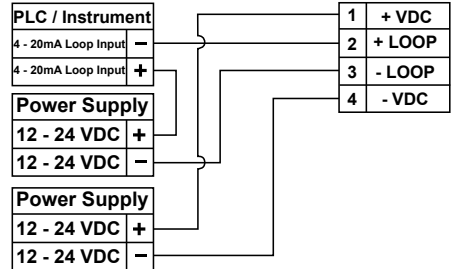 PLC / Instrument
4 - 20mA Loop Input −
4 - 20mA Loop Input +
Power Supply
12 - 24 VDC +
12 - 24 VDC −
Power Supply
12 - 24 VDC +
12 - 24 VDC −
1 + VDC
2 + LOOP
3 - LOOP
4 - VDC